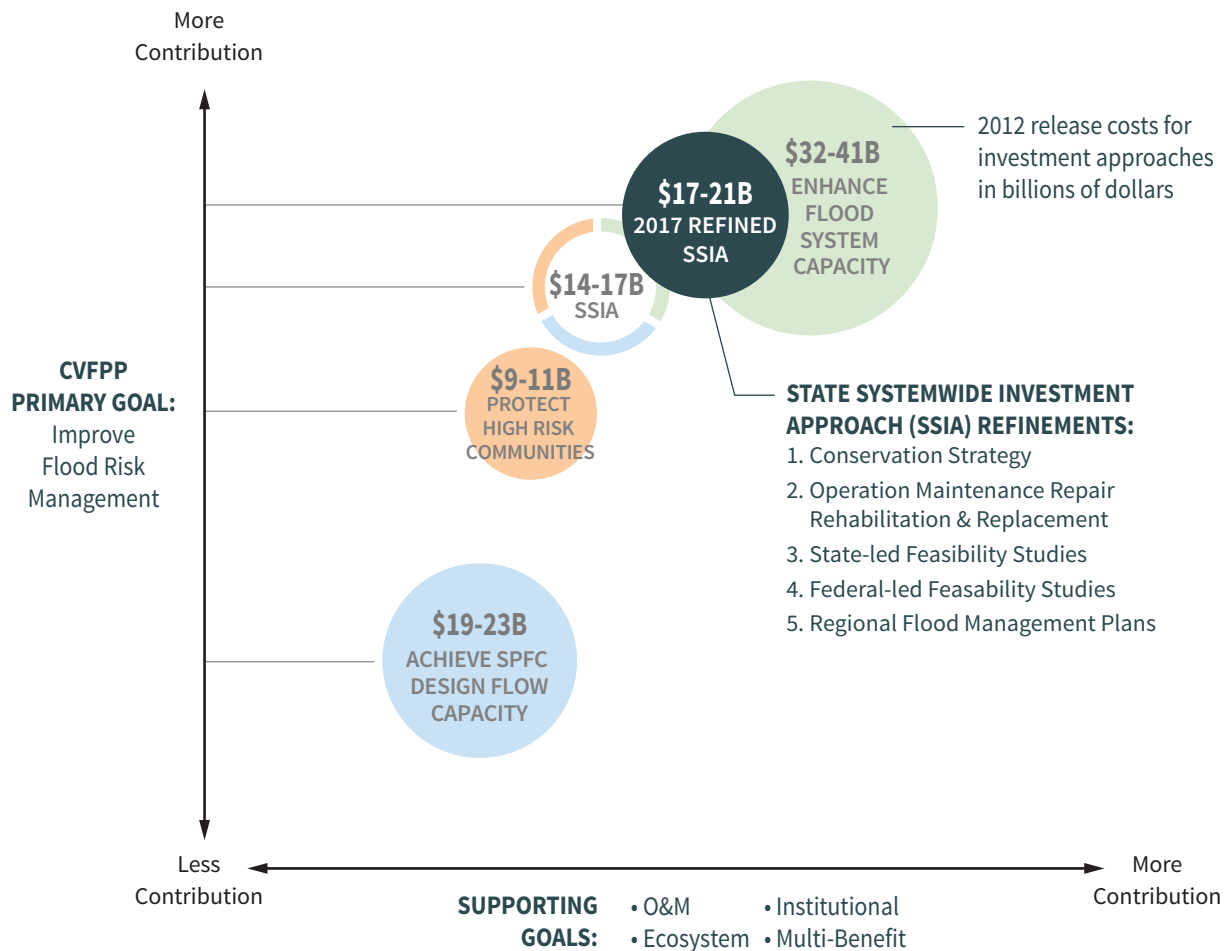 More
Contribution
$32-41B
ENHANCE
FLOOD
SYSTEM
CAPACITY
2012 release costs for
investment approaches
in billions of dollars
$17-21B
2017 REFINED
SSIA
$14-17B
SSIA
$9-11B
PROTECT
HIGH RISK
COMMUNITIES
CVFPP
PRIMARY GOAL:
Improve
Flood Risk
Management
STATE SYSTEMWIDE INVESTMENT
APPROACH (SSIA) REFINEMENTS:
1. Conservation Strategy
2. Operation Maintenance Repair
Rehabilitation & Replacement
3. State-led Feasibility Studies
4. Federal-led Feasability Studies
5. Regional Flood Management Plans
$19-23B
ACHIEVE SPFC
DESIGN FLOW
CAPACITY
Less
Contribution
More
Contribution
SUPPORTING
GOALS:
• O&M • Institutional
• Ecosystem • Multi-Benefit